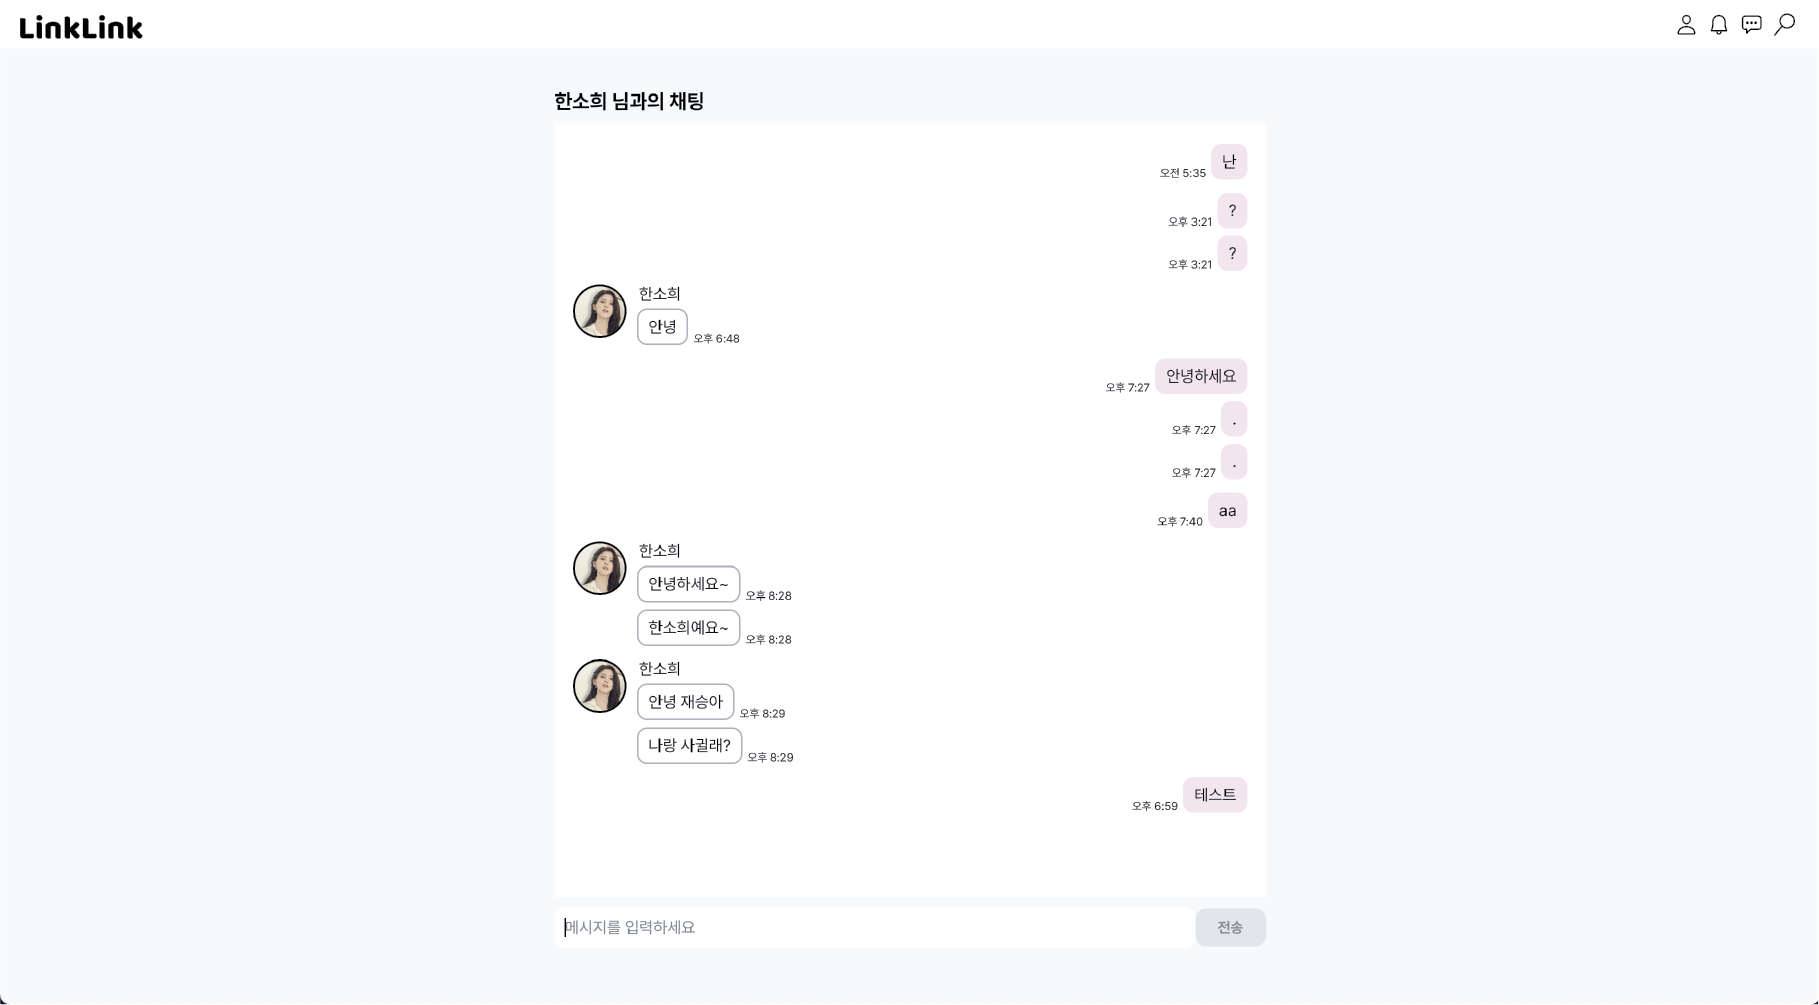 LinkLink
한소희 님과의 채팅
오전 5:35 난
오후 3:21 ?
오후 3:21 ?
한소희
안녕 오후 6:48
오후 7:27 안녕하세요
오후 7:27 .
오후 7:27 .
오후 7:40 aa
한소희
안녕하세요~ 오후 8:28
한소희예요~ 오후 8:28
한소희
안녕 재승아 오후 8:29
나랑 사귈래? 오후 8:29
오후 6:59 테스트
메시지를 입력하세요 전송